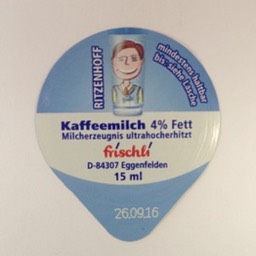 RITZENHOFF
mindestens haltbar
bis siehe Lasche
Kaffeemilch 4% Fett
Milcherzeugnis ultrahocherhitzt
frischli
D-84307 Eggenfelden
15 ml
26.09.16